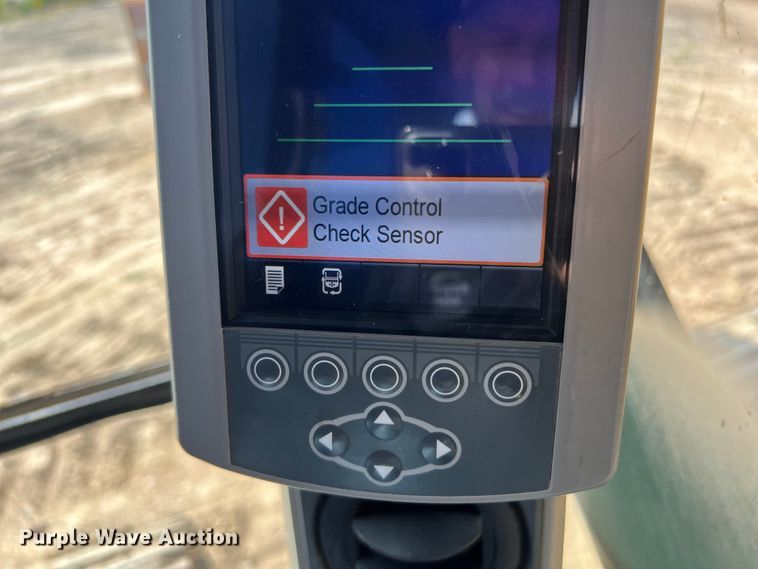 Grade Control
Check Sensor
Purple Wave Auction